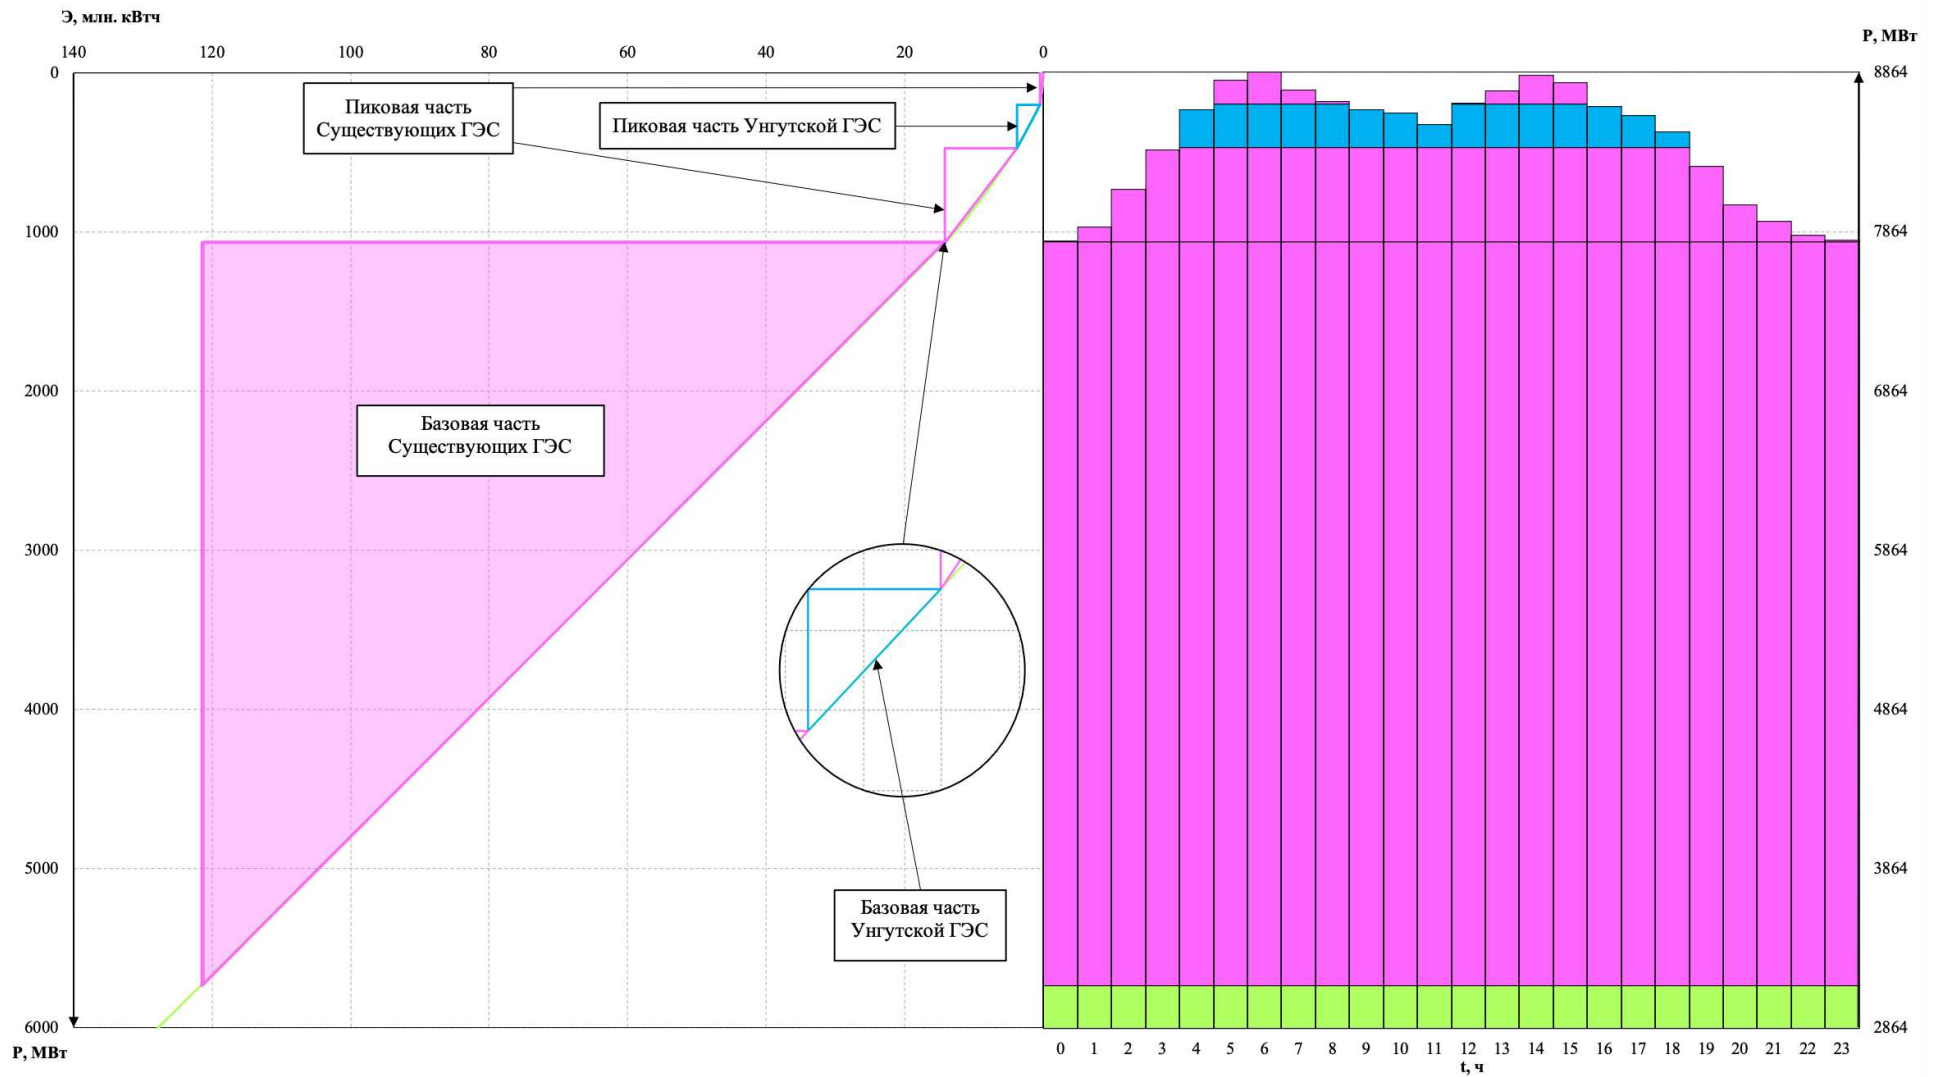 Э, млн. кВтч
P, МВт
140 120 100 80 60 40 20 0
0
1000
2000
3000
4000
5000
6000
P, МВт
Пиковая часть
Существующих ГЭС
Пиковая часть Унгутской ГЭС
Базовая часть
Существующих ГЭС
Базовая часть
Унгутской ГЭС
8864
7864
6864
5864
4864
3864
2864
0 1 2 3 4 5 6 7 8 9 10 11 12 13 14 15 16 17 18 19 20 21 22 23
t, ч